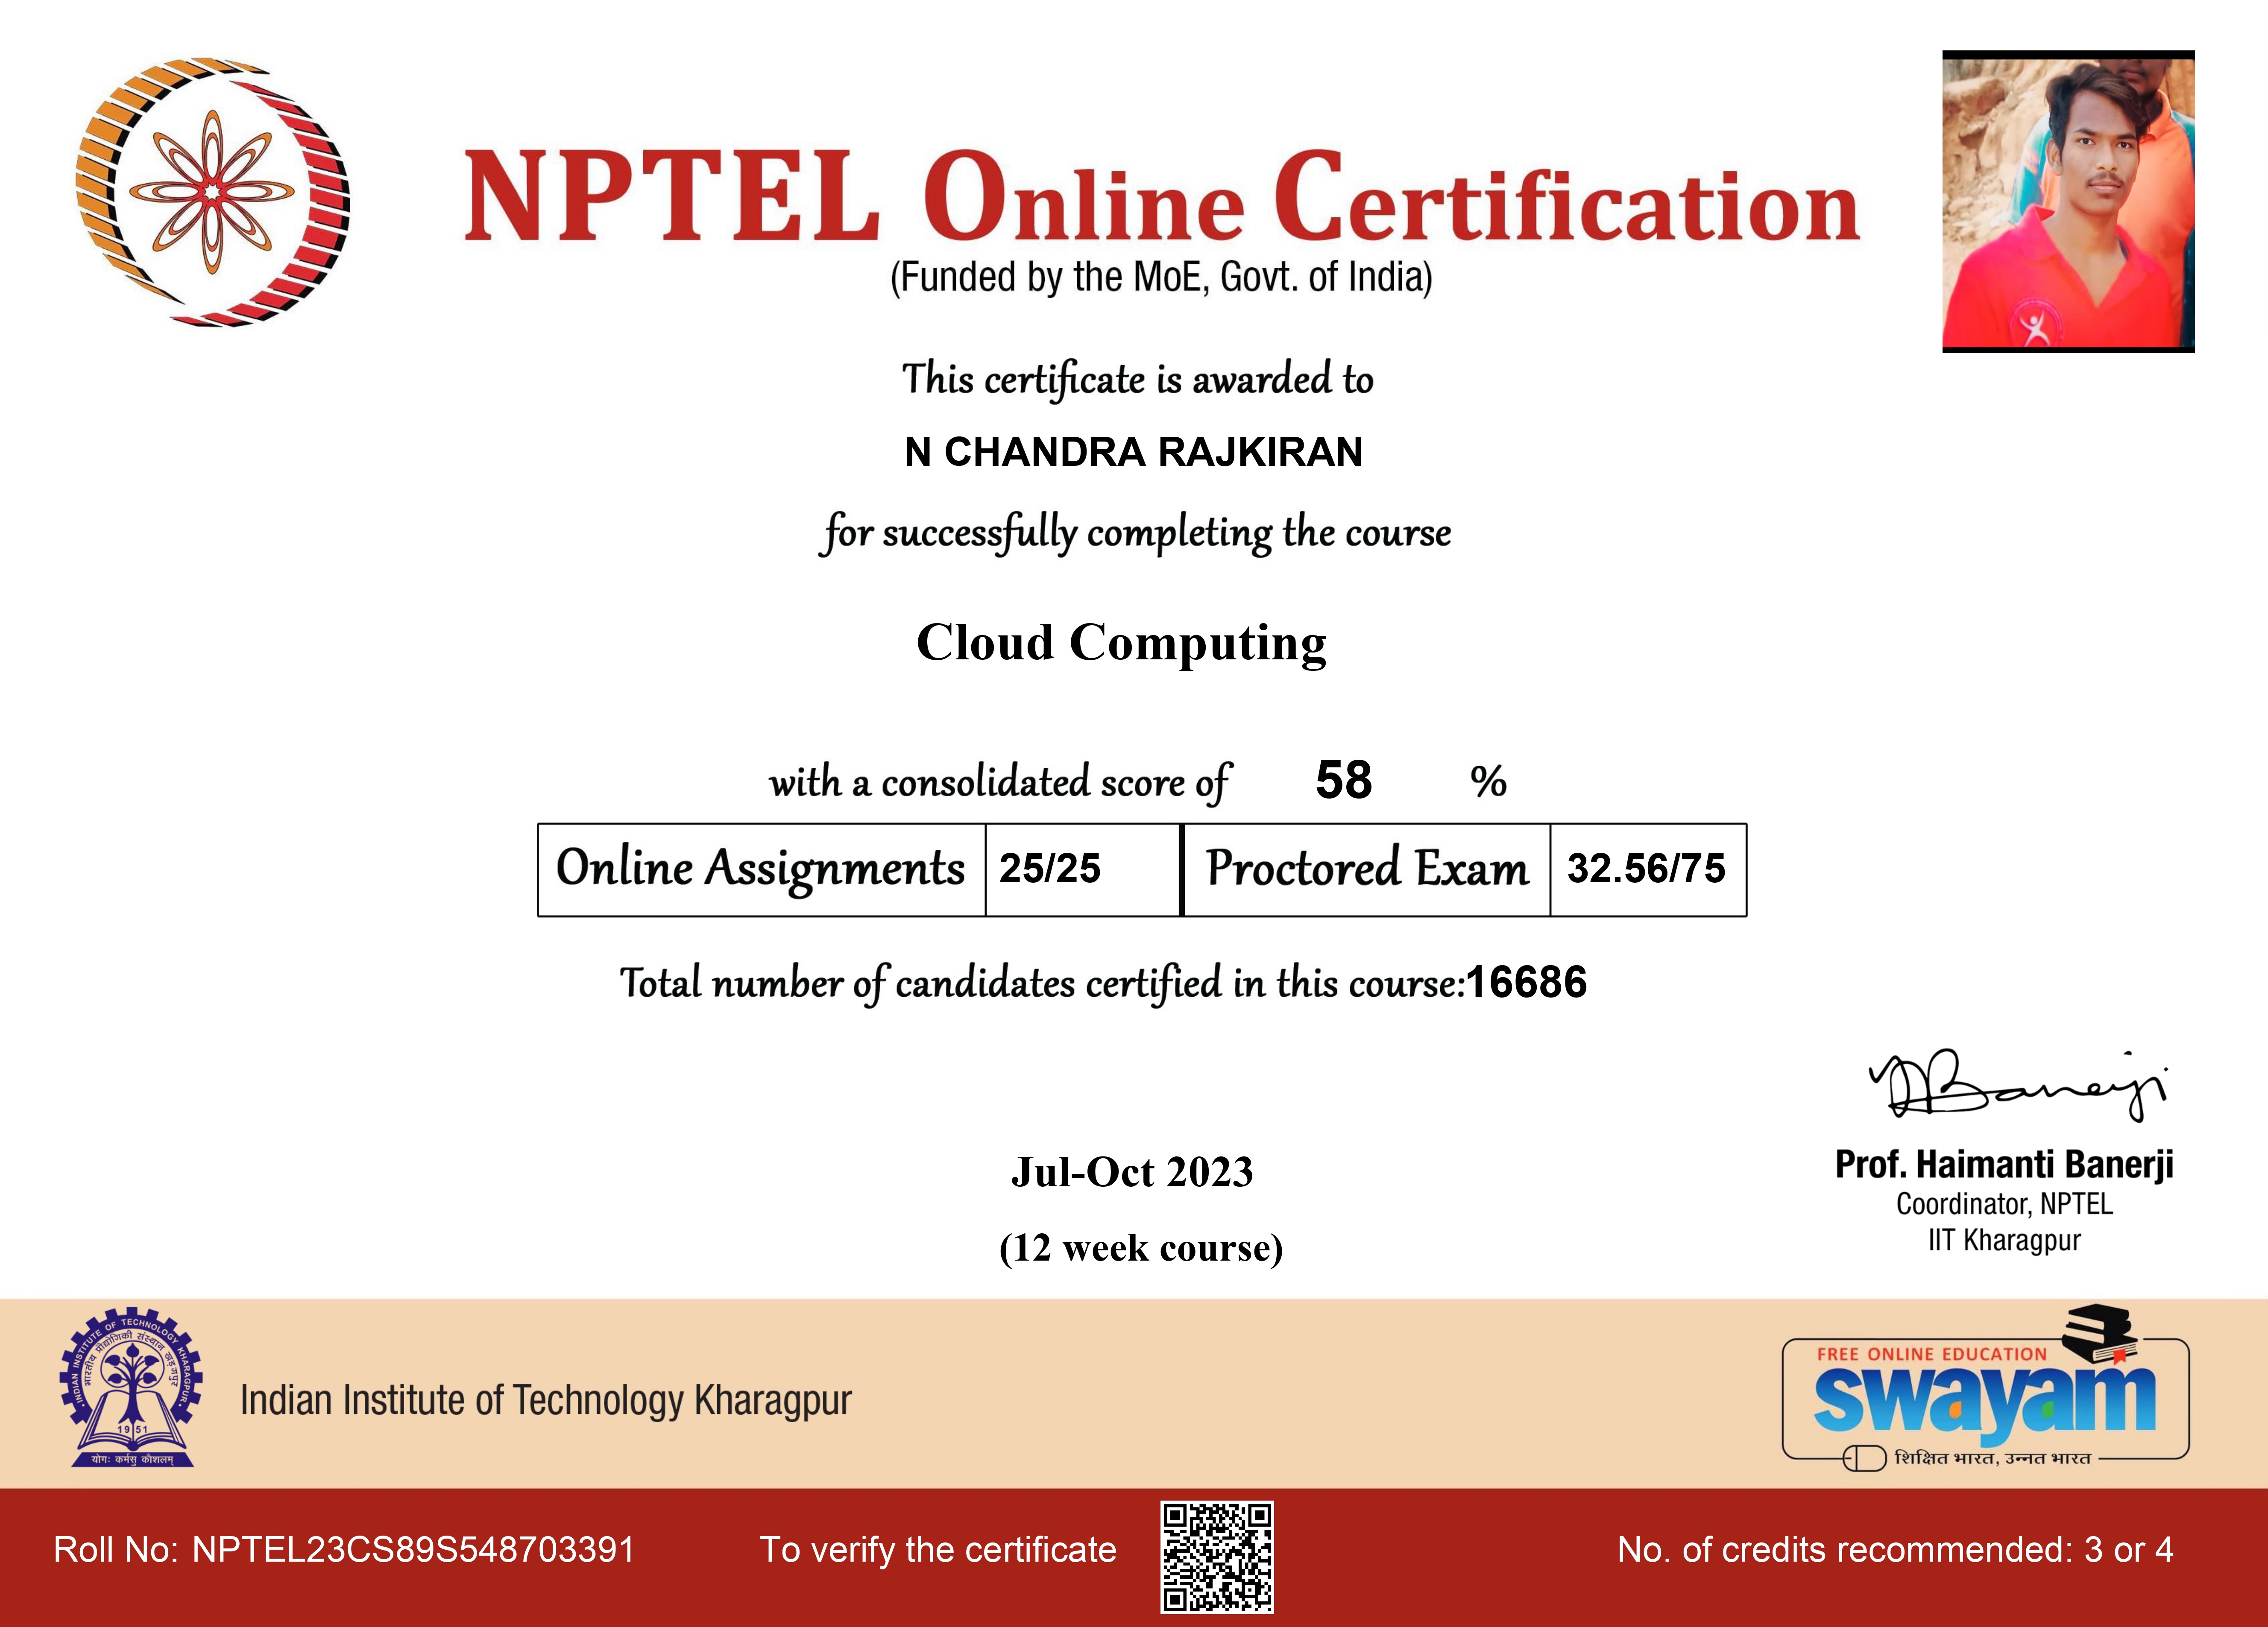 NPTEL Online Certification
(Funded by the MoE, Govt. of India)
This certificate is awarded to
N CHANDRA RAJKIRAN
for successfully completing the course
Cloud Computing
with a consolidated score of 58 %
Online Assignments 25/25 Proctored Exam 32.56/75
Total number of candidates certified in this course:16686
Banerji
Prof. Haimanti Banerji
Coordinator, NPTEL
IIT Kharagpur
Jul-Oct 2023
(12 week course)
INDIAN INSTITUTE OF TECHNOLOGY KHARAGPUR
भारतीय प्रौद्योगिकी संस्थान खड़गपुर
1951
योगः कर्मसु कौशलम्
Indian Institute of Technology Kharagpur
FREE ONLINE EDUCATION
swayam
शिक्षित भारत, उन्नत भारत
Roll No: NPTEL23CS89S548703391
To verify the certificate
No. of credits recommended: 3 or 4